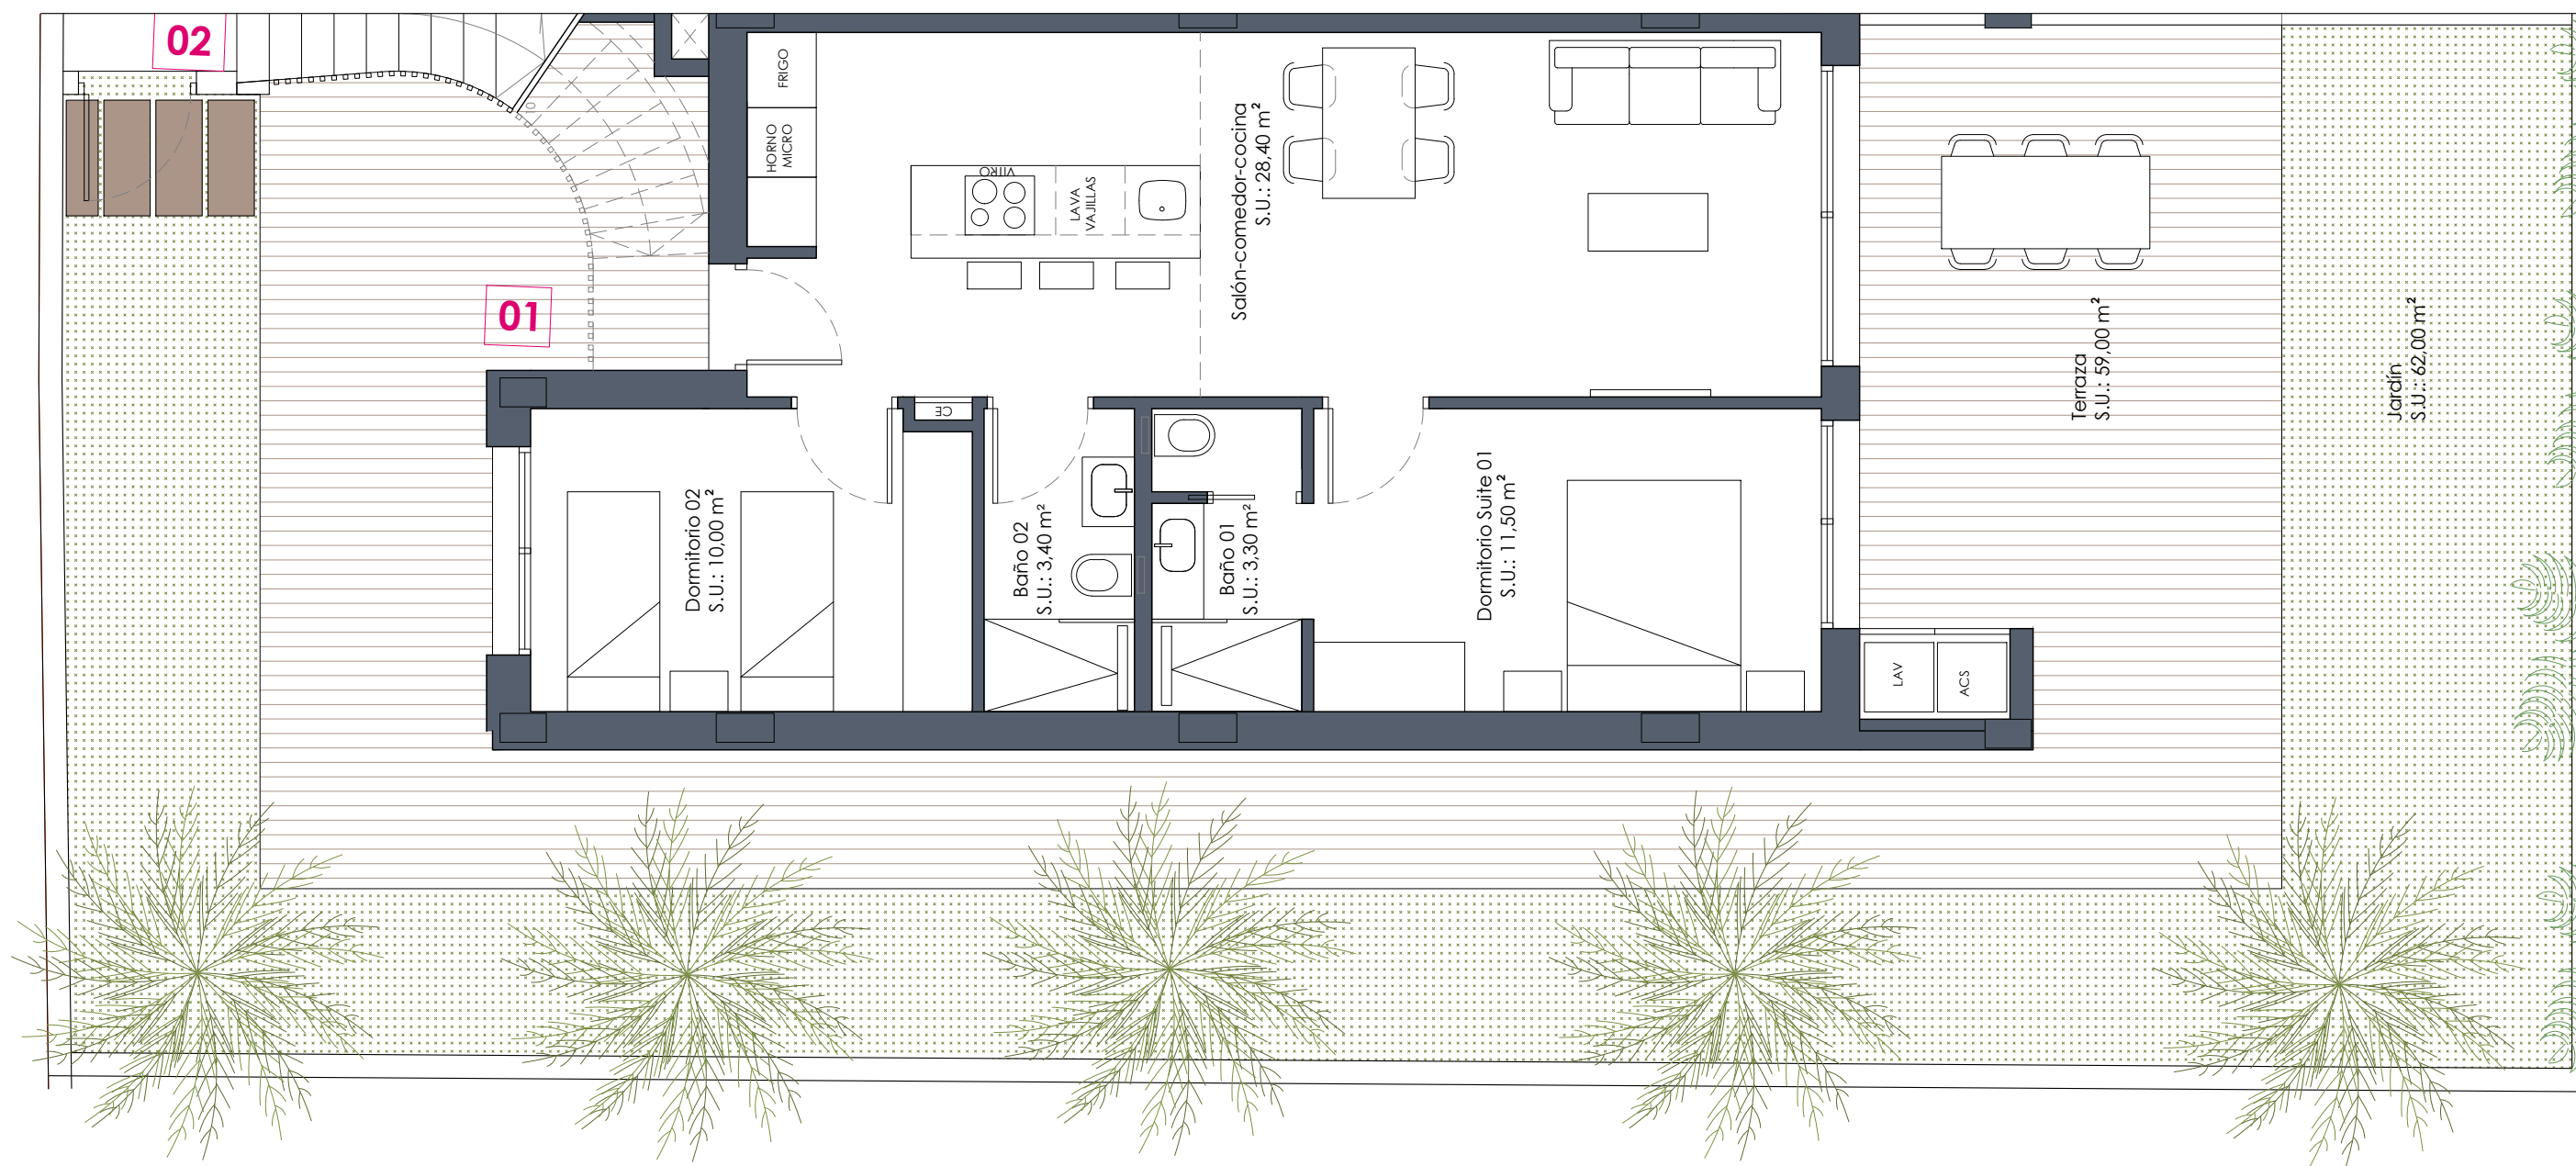 02
01
FRIGO
HORNO
MICRO
VITRO
LAVA
VAJILLAS
Salón-comedor-cocina
S.U.: 28,40 m²
Terraza
S.U.: 59,00 m²
Jardín
S.U.: 62,00 m²
CE
Dormitorio 02
S.U.: 10,00 m²
Baño 02
S.U.: 3,40 m²
Baño 01
S.U.: 3,30 m²
Dormitorio Suite 01
S.U.: 11,50 m²
LAV
ACS